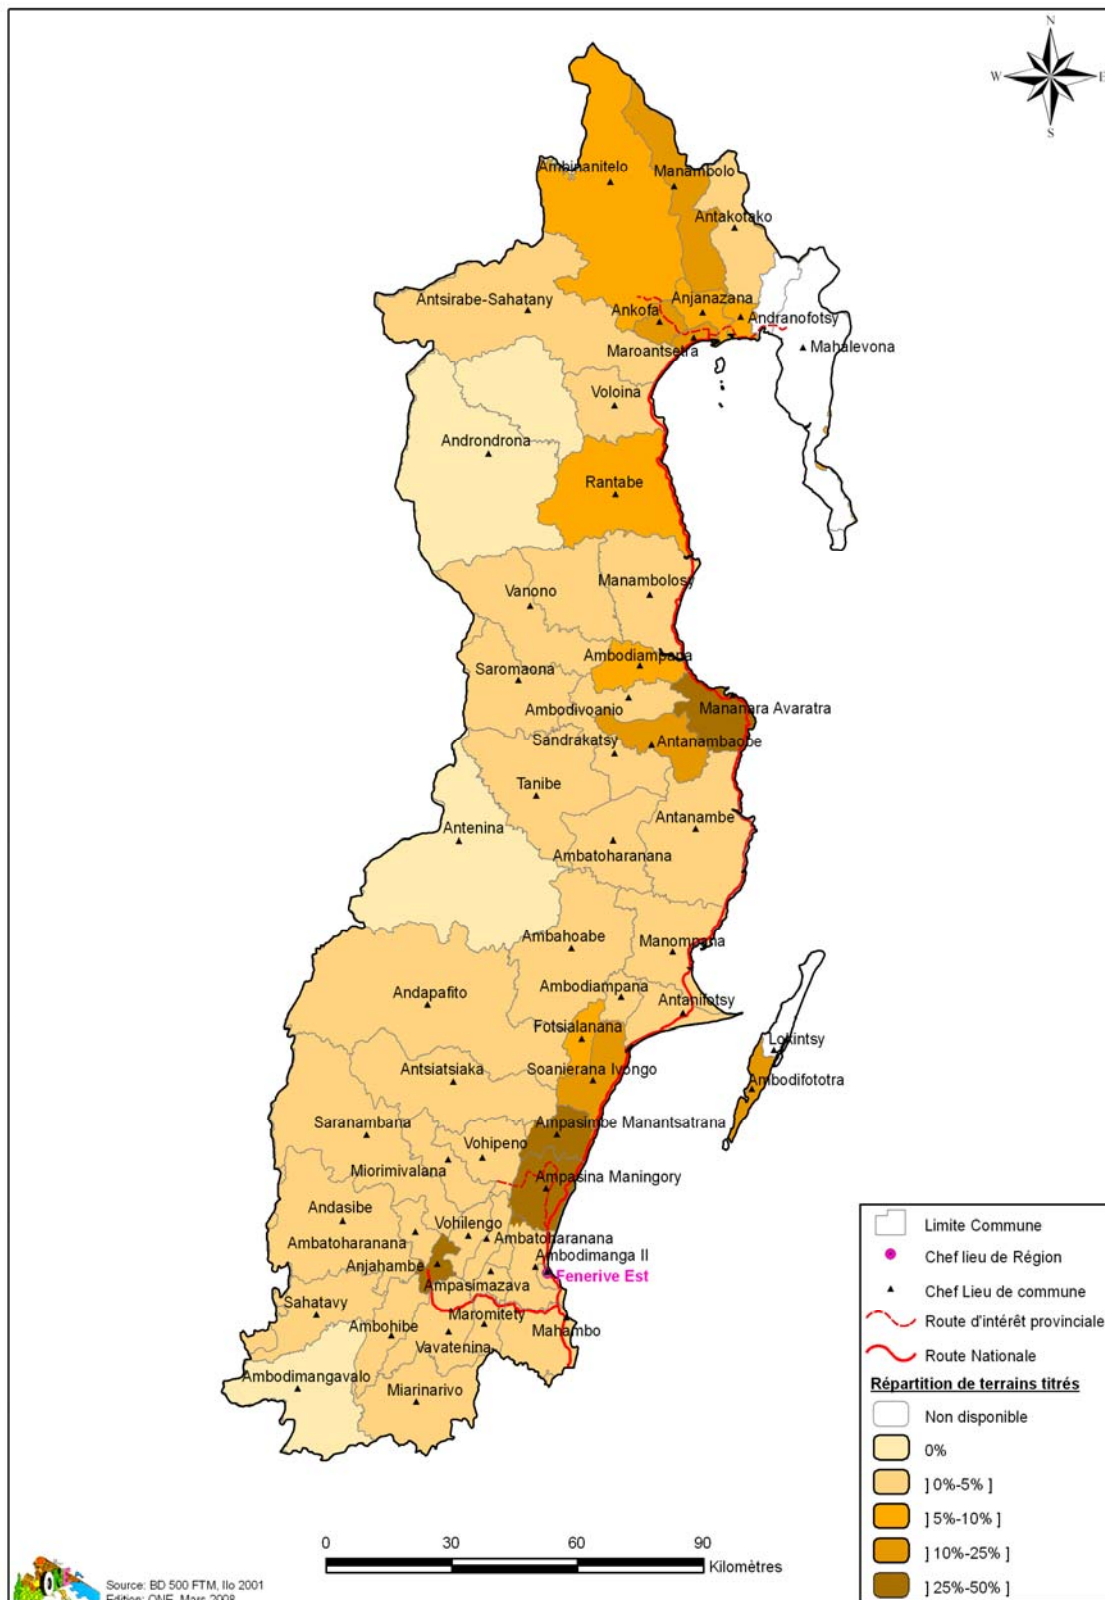 N
W
E
S
Ambinanitelo
Manambolo
Antakotako
Antsirabe-Sahatany
Anjanazana
Ankofa
Andranofotsy
Maroantsetra
Mahalevona
Voloina
Androndrona
Rantabe
Vanono
Manambolosy
Ambodiampana
Saromaona
Ambodivoanio
Mananara Avaratra
Sandrakatsy
Antanambaobe
Tanibe
Antanambe
Antenina
Ambatoharanana
Ambahoabe
Manompana
Ambodiampana
Andapafito
Antanifotsy
Fotsialanana
Lokintsy
Antsiatsiaka
Soanierana Ivongo
Ambodifototra
Saranambana
Ampasimbe Manantsatrana
Vohipeno
Miorimivalana
Ampasina Maningory
Andasibe
Vohilengo
Ambatoharanana
Ambatoharanana
Ambodimanga II
Anjahambe
Fenerive Est
Ampasimazava
Sahatavy
Maromitety
Ambohibe
Mahambo
Vavatenina
Ambodimangavalo
Miarinarivo
Limite Commune
Chef lieu de Région
Chef Lieu de commune
Route d'intérêt provinciale
Route Nationale
Répartition de terrains titrés
Non disponible
0%
] 0%-5% ]
] 5%-10% ]
] 10%-25% ]
] 25%-50% ]
0 30 60 90
Kilomètres
Source: BD 500 FTM, Ilo 2001
Edition: ONE, Mars 2008